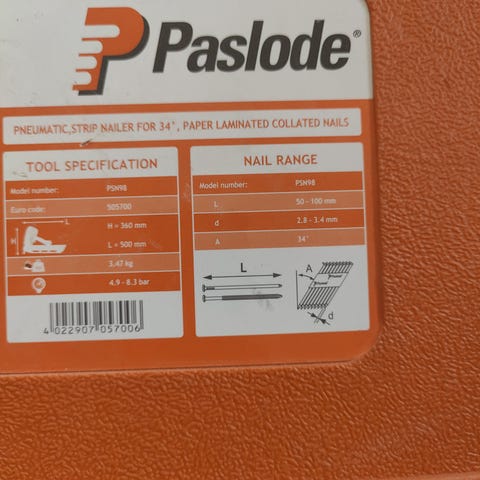 Paslode®
PNEUMATIC,STRIP NAILER FOR 34°, PAPER LAMINATED COLLATED NAILS
TOOL SPECIFICATION
Model number: PSN98
Euro code: 505700
L
H
H = 360 mm
L = 500 mm
3.47 kg
4.9 - 8.3 bar
4 022907 057006
NAIL RANGE
Model number: PSN98
L 50 - 100 mm
d 2.8 - 3.4 mm
A 34°
L
A
Paslode
d